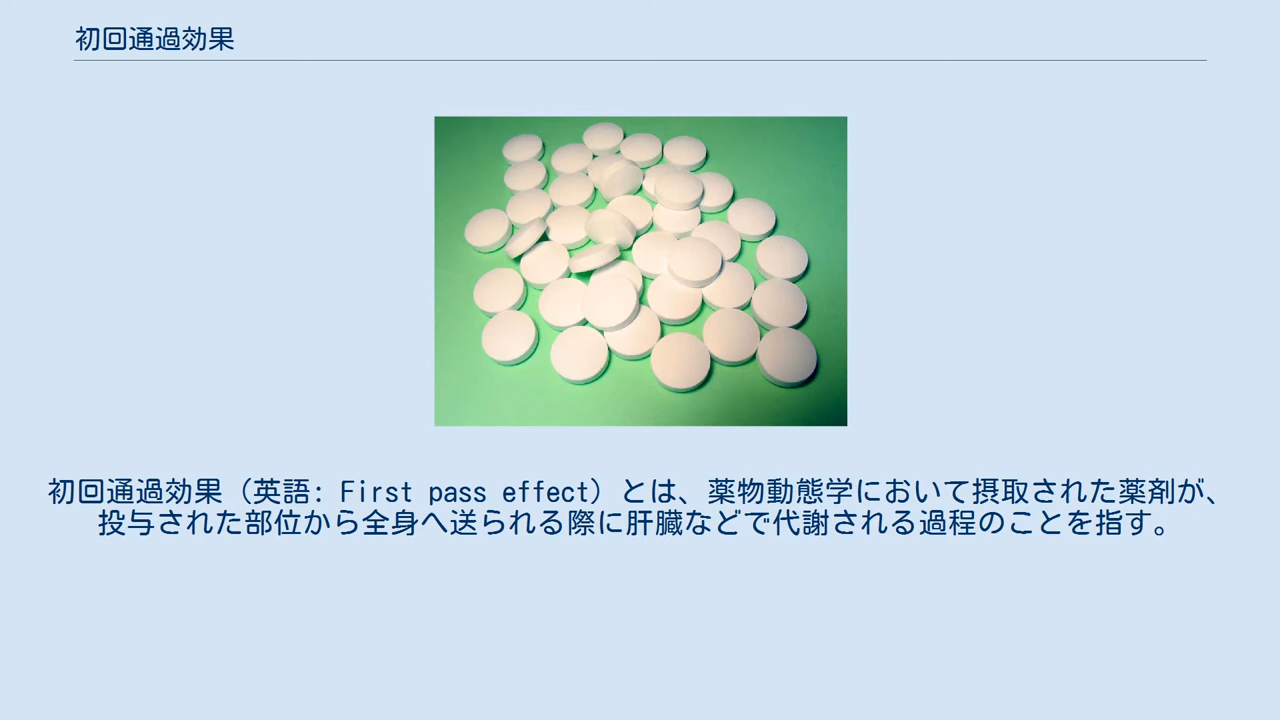 初回通過効果
初回通過効果（英語: First pass effect）とは、薬物動態学において摂取された薬剤が、
投与された部位から全身へ送られる際に肝臓などで代謝される過程のことを指す。